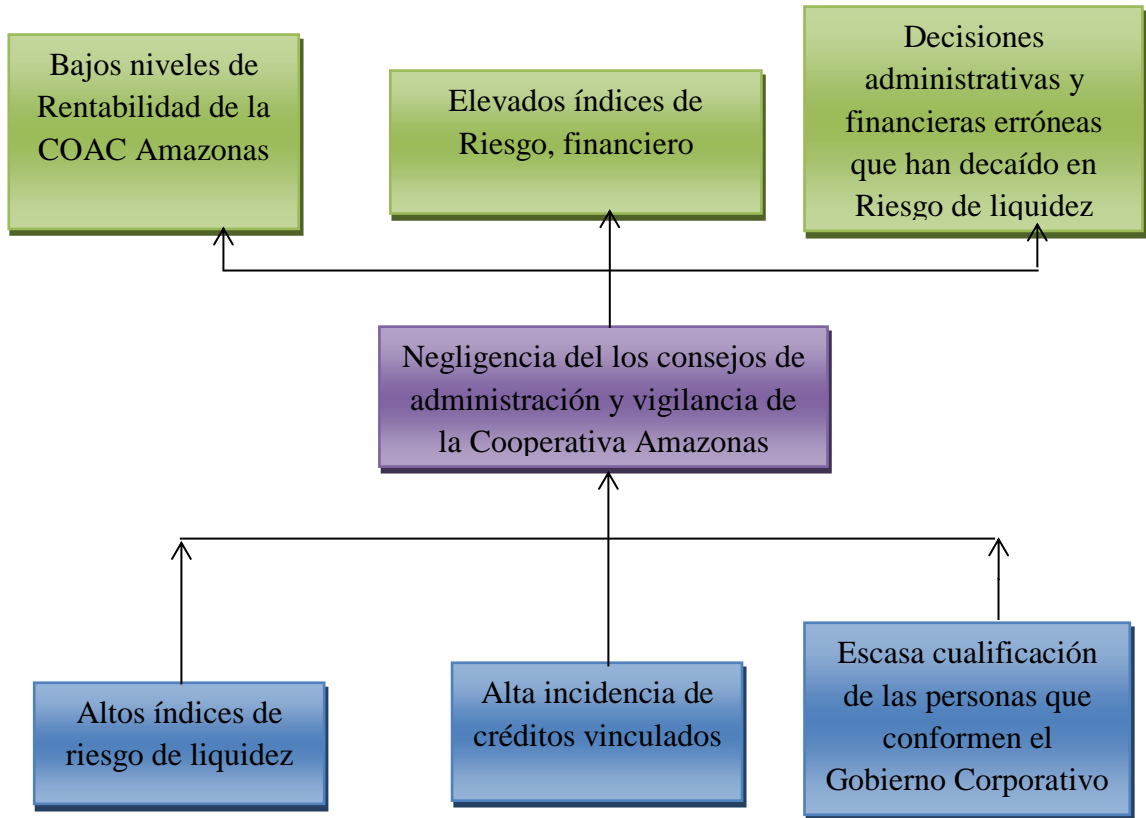 Bajos niveles de
Rentabilidad de la
COAC Amazonas
Elevados índices de
Riesgo, financiero
Decisiones
administrativas y
financieras erróneas
que han decaído en
Riesgo de liquidez
Negligencia del los consejos de
administración y vigilancia de
la Cooperativa Amazonas
Altos índices de
riesgo de liquidez
Alta incidencia de
créditos vinculados
Escasa cualificación
de las personas que
conformen el
Gobierno Corporativo